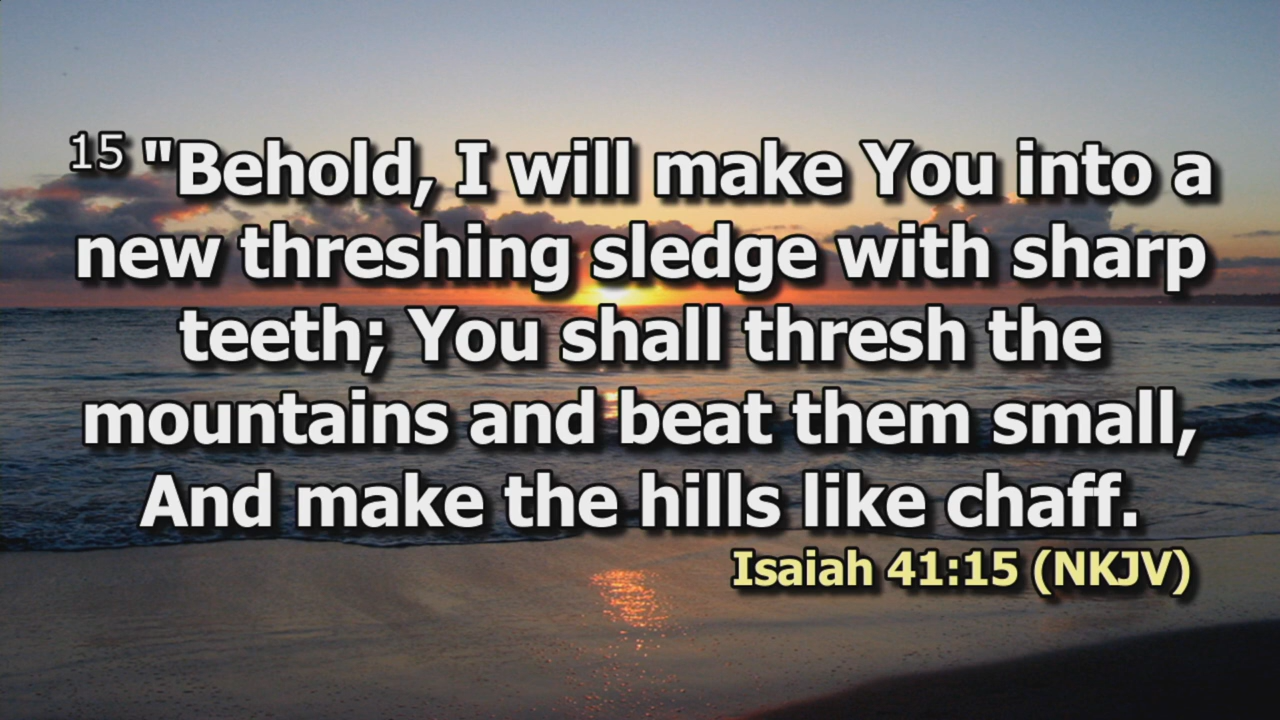 15 "Behold, I will make You into a
new threshing sledge with sharp
teeth; You shall thresh the
mountains and beat them small,
And make the hills like chaff.
Isaiah 41:15 (NKJV)